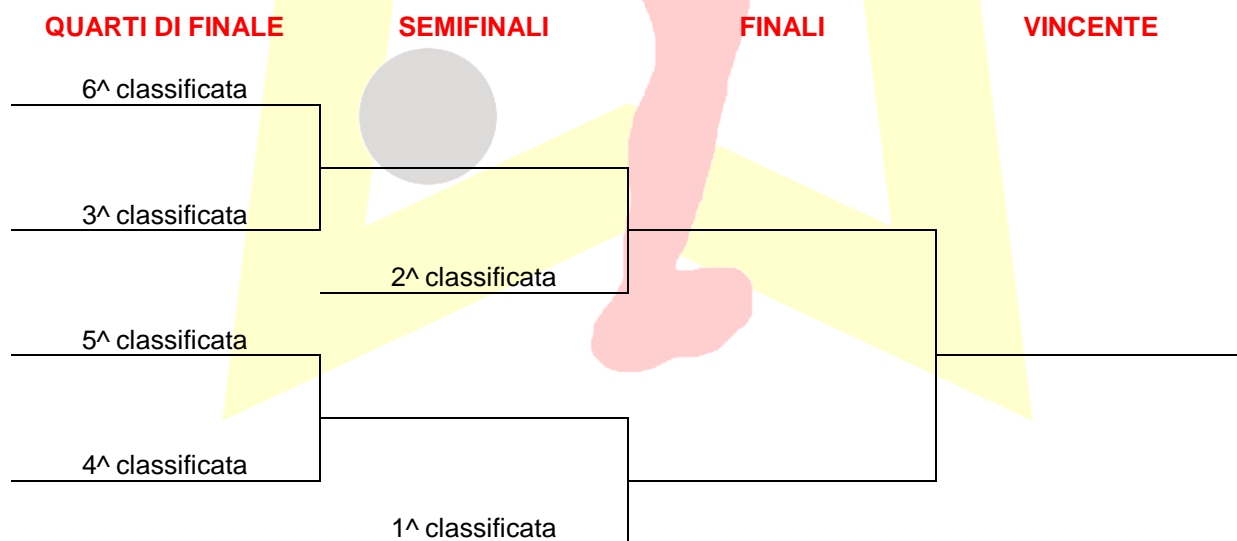 QUARTI DI FINALE SEMIFINALI FINALI VINCENTE
6^ classificata
3^ classificata
2^ classificata
5^ classificata
4^ classificata
1^ classificata